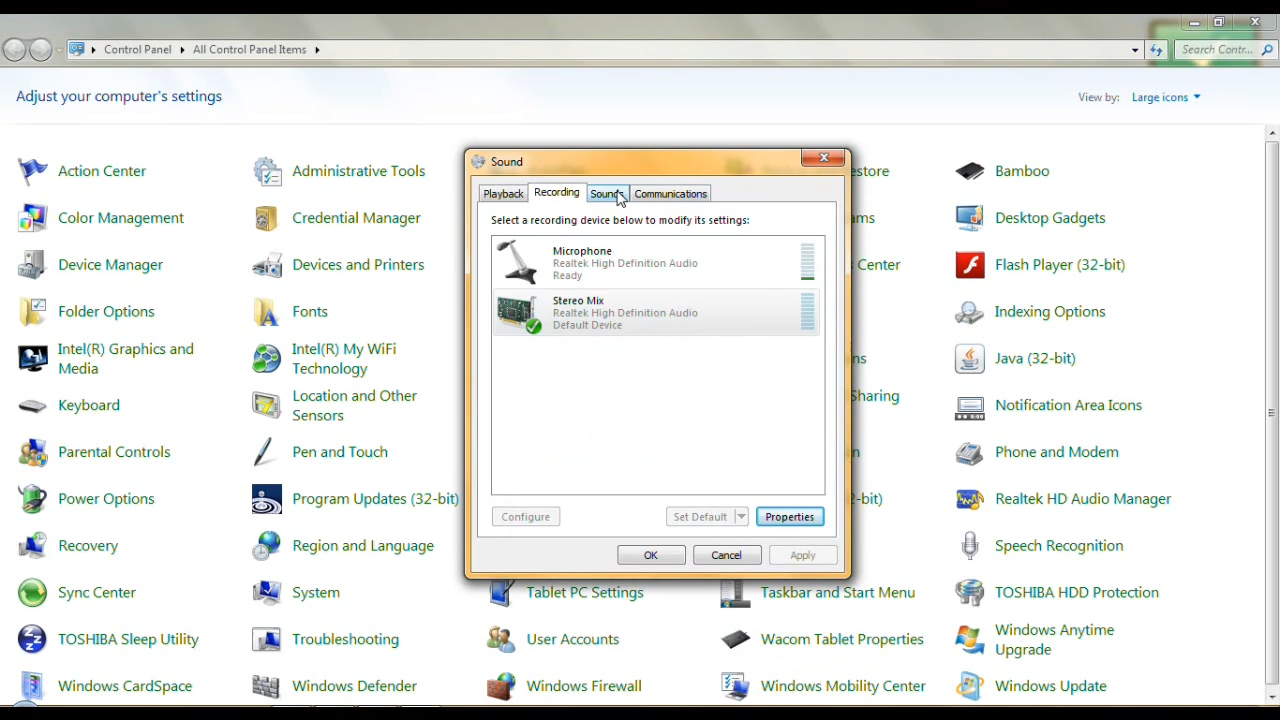 Control Panel
All Control Panel Items
Search Contr...
Adjust your computer's settings
View by: Large icons
Action Center
Administrative Tools
estore
Bamboo
Color Management
Credential Manager
ams
Desktop Gadgets
Device Manager
Devices and Printers
Center
Flash Player (32-bit)
Folder Options
Fonts
Indexing Options
Intel(R) Graphics and
Media
Intel(R) My WiFi
Technology
ns
Java (32-bit)
Keyboard
Location and Other
Sensors
Sharing
Notification Area Icons
Parental Controls
Pen and Touch
n
Phone and Modem
Power Options
Program Updates (32-bit)
-bit)
Realtek HD Audio Manager
Recovery
Region and Language
Speech Recognition
Sync Center
System
Tablet PC Settings
Taskbar and Start Menu
TOSHIBA HDD Protection
TOSHIBA Sleep Utility
Troubleshooting
User Accounts
Wacom Tablet Properties
Windows Anytime
Upgrade
Windows CardSpace
Windows Defender
Windows Firewall
Windows Mobility Center
Windows Update
Sound
Playback
Recording
Sounds
Communications
Select a recording device below to modify its settings:
Microphone
Realtek High Definition Audio
Ready
Stereo Mix
Realtek High Definition Audio
Default Device
Configure
Set Default
Properties
OK
Cancel
Apply